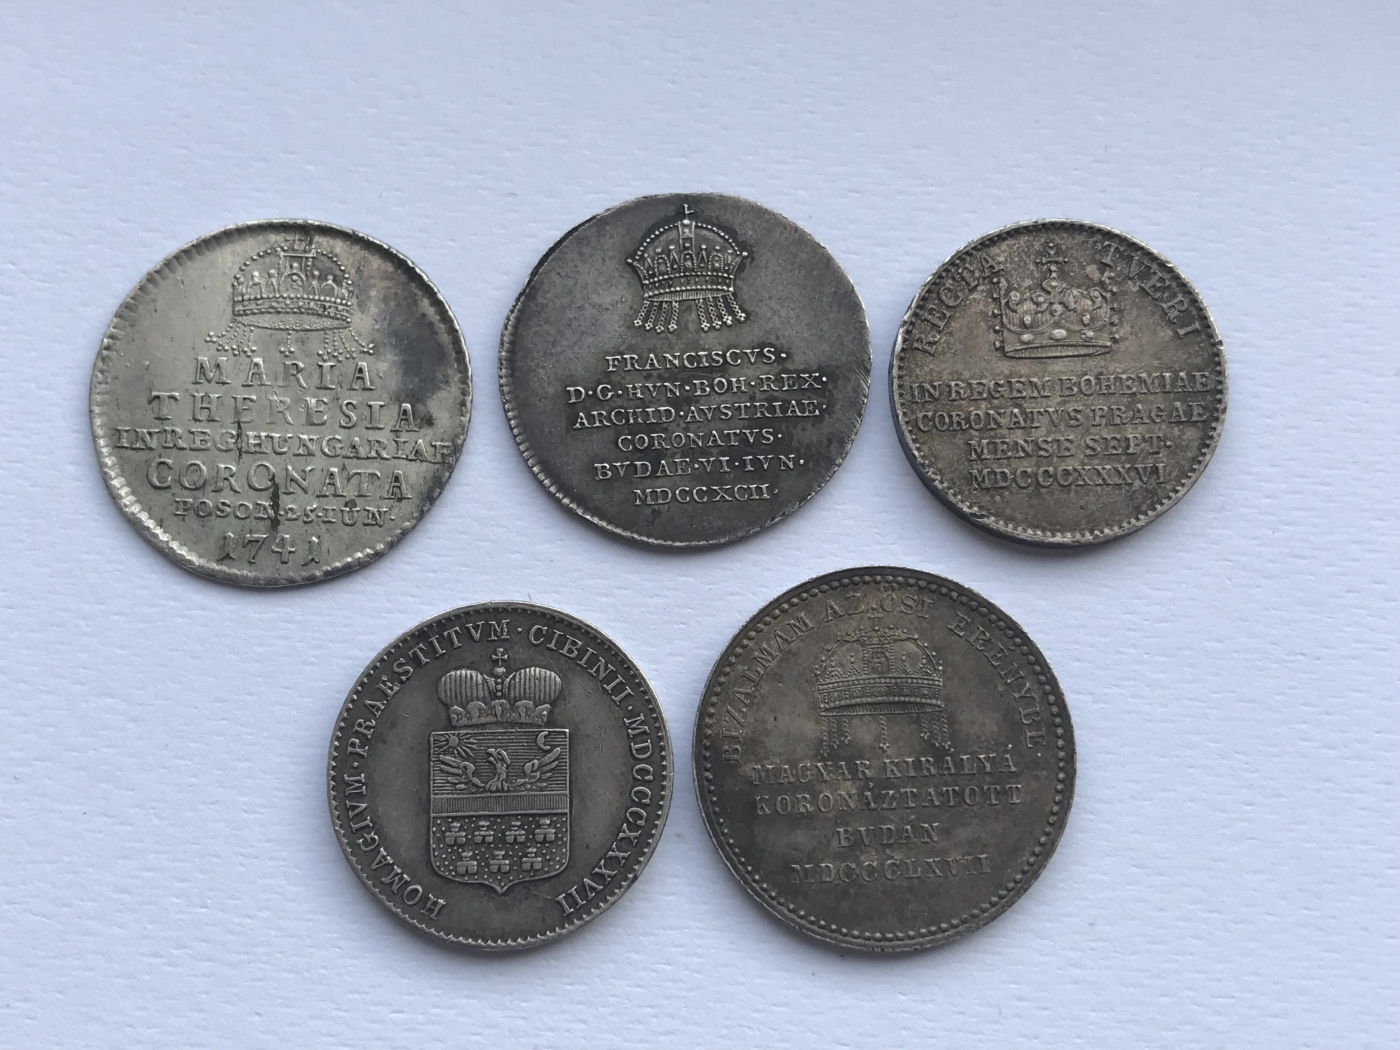 MARIA
THERESIA
IN REG HUNGARIAE
CORONATA
POSON·25·IUN·
1741
FRANCISCVS·
D·G·HVN·BOH·REX·
ARCHID·AVSTRIAE·
CORONATVS·
BVDAE·VI·IVN·
MDCCXCII·
RECTA TVERI
IN REGEM BOHEMIAE
CORONATVS PRAGAE
MENSE SEPT·
MDCCCXXXVI
HOMAGIVM·PRAESTITVM·CIBINII·MDCCCXXXVII
BIZALMAM AZ ŐSI ERÉNYBE
MAGYAR KIRÁLYÁ
KORONÁZTATOTT
BVDÁN
MDCCCLXVII